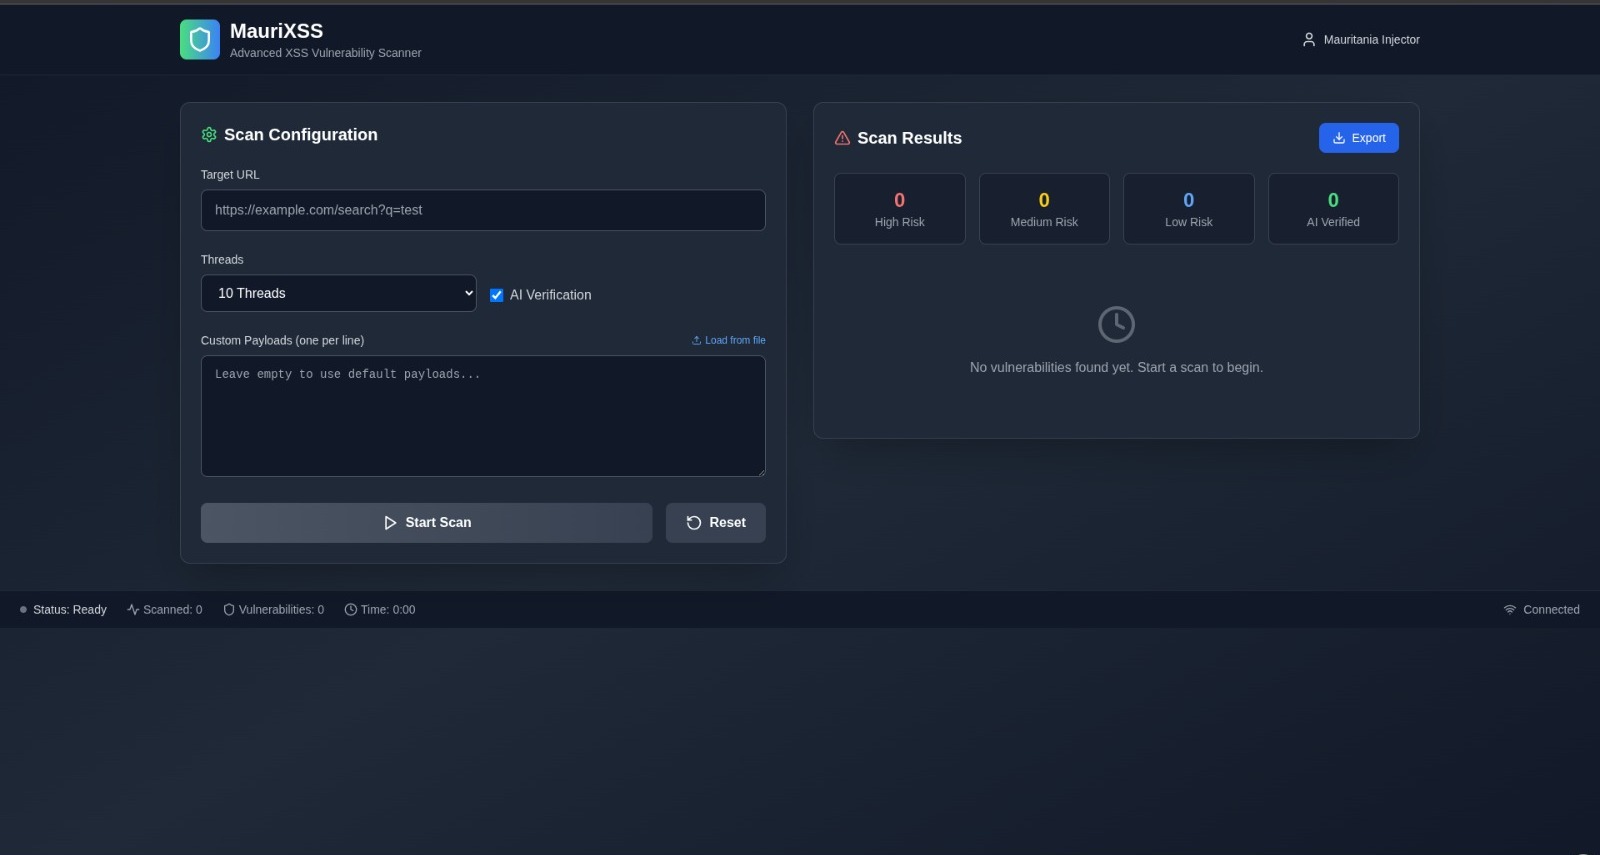 MauriXSS
Advanced XSS Vulnerability Scanner
Mauritania Injector
Scan Configuration
Target URL
https://example.com/search?q=test
Threads
10 Threads
AI Verification
Custom Payloads (one per line)
Load from file
Leave empty to use default payloads...
Start Scan
Reset
Scan Results
Export
0
High Risk
0
Medium Risk
0
Low Risk
0
AI Verified
No vulnerabilities found yet. Start a scan to begin.
Status: Ready
Scanned: 0
Vulnerabilities: 0
Time: 0:00
Connected